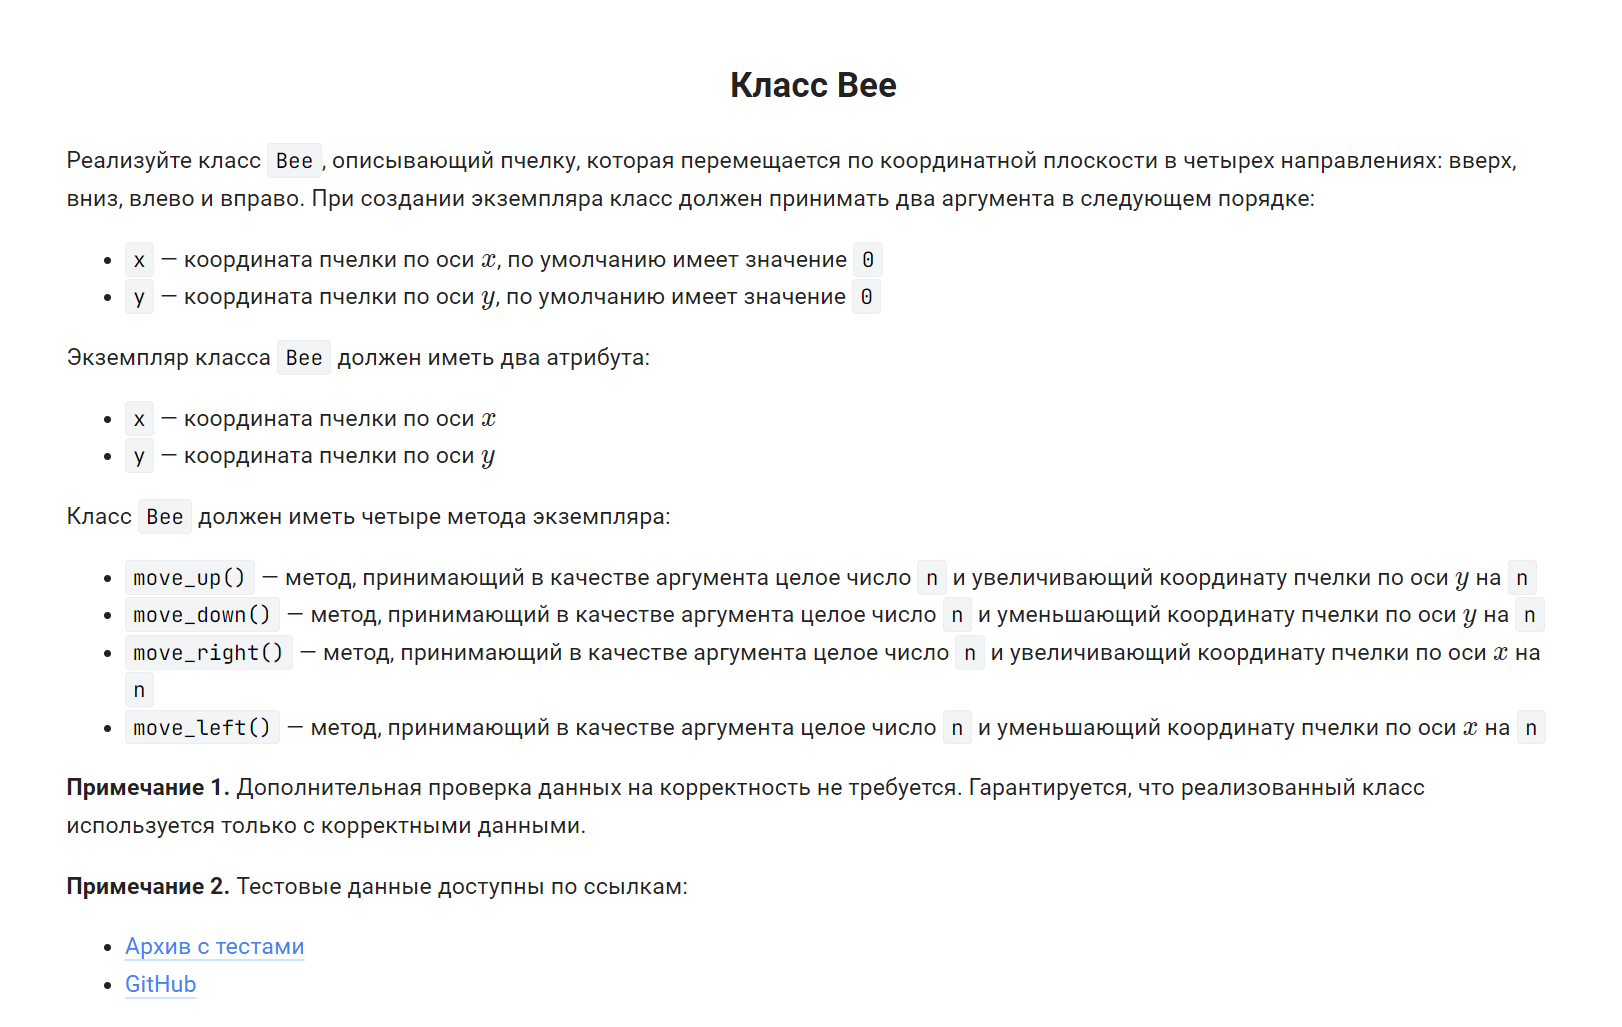 Класс Bee
Реализуйте класс Bee, описывающий пчелку, которая перемещается по координатной плоскости в четырех направлениях: вверх,
вниз, влево и вправо. При создании экземпляра класс должен принимать два аргумента в следующем порядке:
• x — координата пчелки по оси x, по умолчанию имеет значение 0
• y — координата пчелки по оси y, по умолчанию имеет значение 0
Экземпляр класса Bee должен иметь два атрибута:
• x — координата пчелки по оси x
• y — координата пчелки по оси y
Класс Bee должен иметь четыре метода экземпляра:
• move_up() — метод, принимающий в качестве аргумента целое число n и увеличивающий координату пчелки по оси y на n
• move_down() — метод, принимающий в качестве аргумента целое число n и уменьшающий координату пчелки по оси y на n
• move_right() — метод, принимающий в качестве аргумента целое число n и увеличивающий координату пчелки по оси x на
n
• move_left() — метод, принимающий в качестве аргумента целое число n и уменьшающий координату пчелки по оси x на n
Примечание 1. Дополнительная проверка данных на корректность не требуется. Гарантируется, что реализованный класс
используется только с корректными данными.
Примечание 2. Тестовые данные доступны по ссылкам:
• Архив с тестами
• GitHub